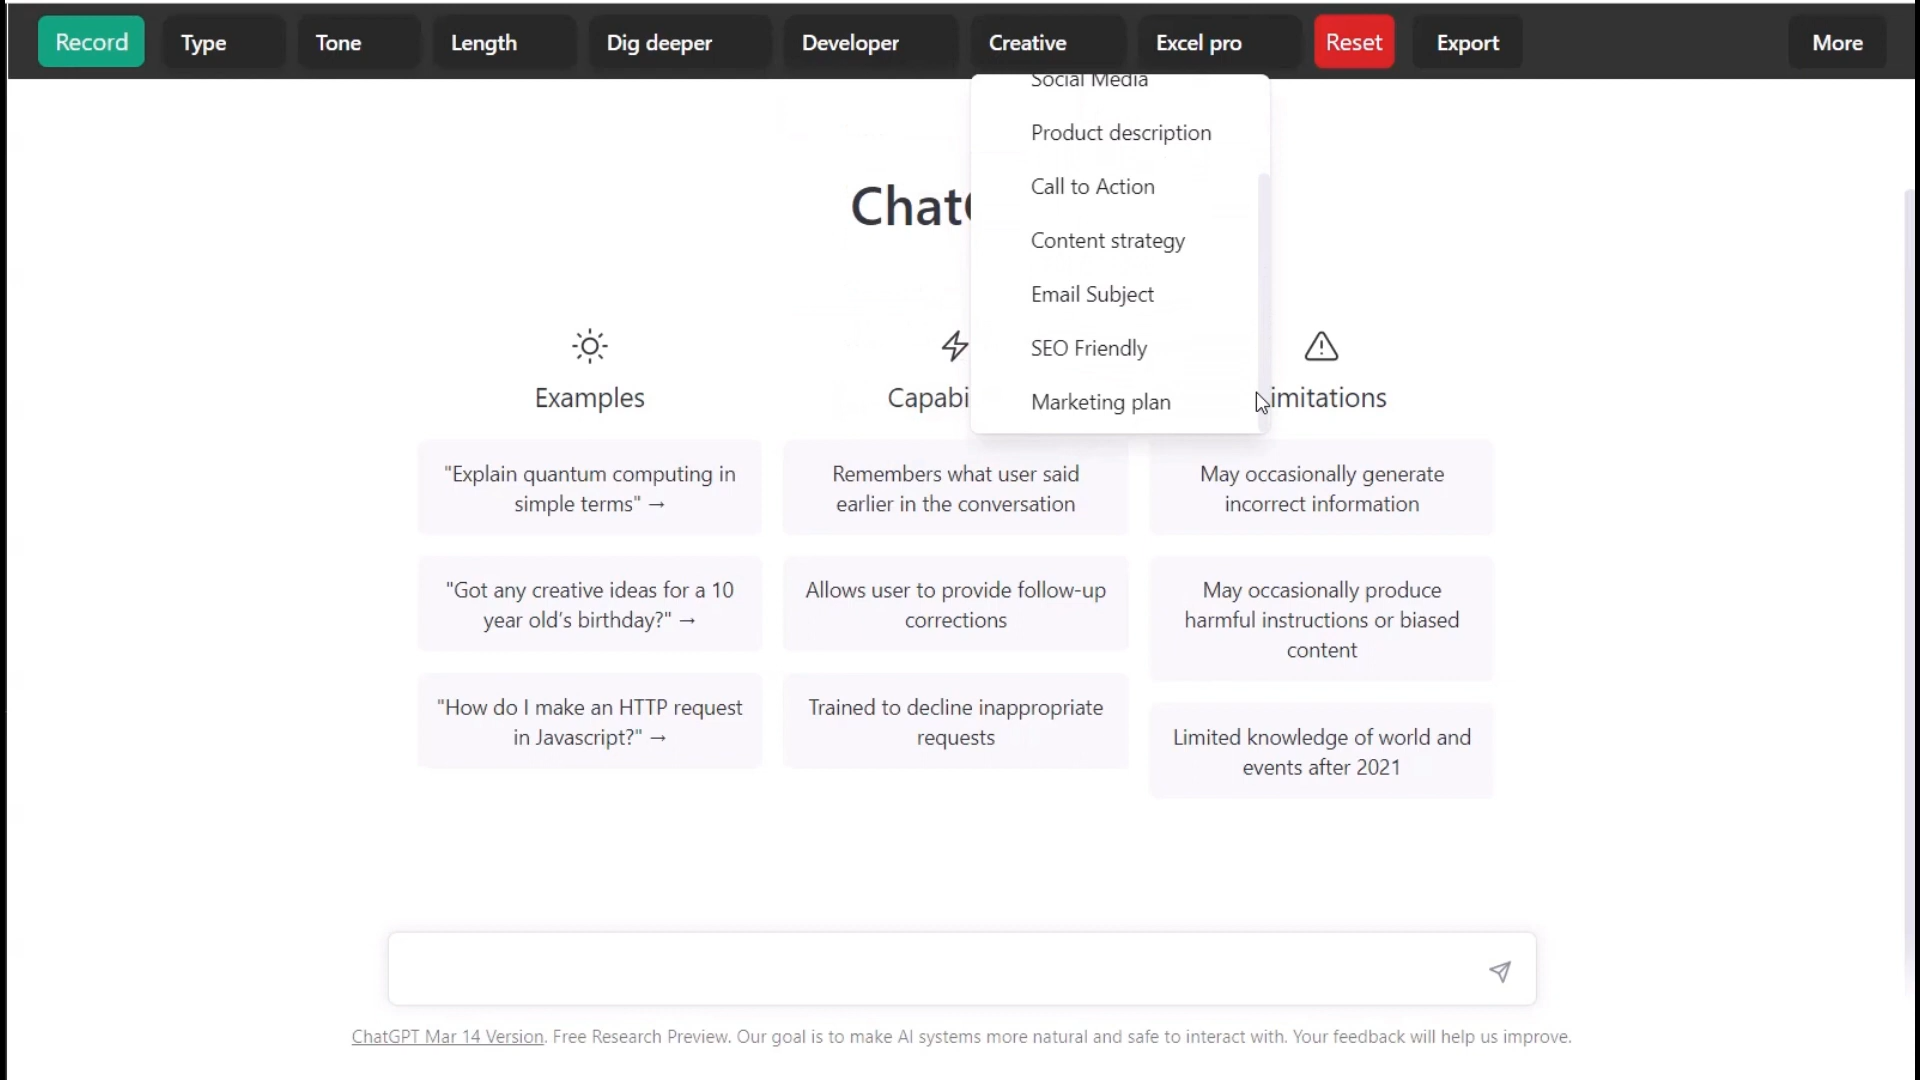 Record Type Tone Length Dig deeper Developer Creative Excel pro Reset Export More
Social Media
Product description
Call to Action
Content strategy
Email Subject
SEO Friendly
Marketing plan
Chat
Examples
"Explain quantum computing in
simple terms" →
"Got any creative ideas for a 10
year old's birthday?" →
"How do I make an HTTP request
in Javascript?" →
Capabi
Remembers what user said
earlier in the conversation
Allows user to provide follow-up
corrections
Trained to decline inappropriate
requests
imitations
May occasionally generate
incorrect information
May occasionally produce
harmful instructions or biased
content
Limited knowledge of world and
events after 2021
ChatGPT Mar 14 Version. Free Research Preview. Our goal is to make AI systems more natural and safe to interact with. Your feedback will help us improve.